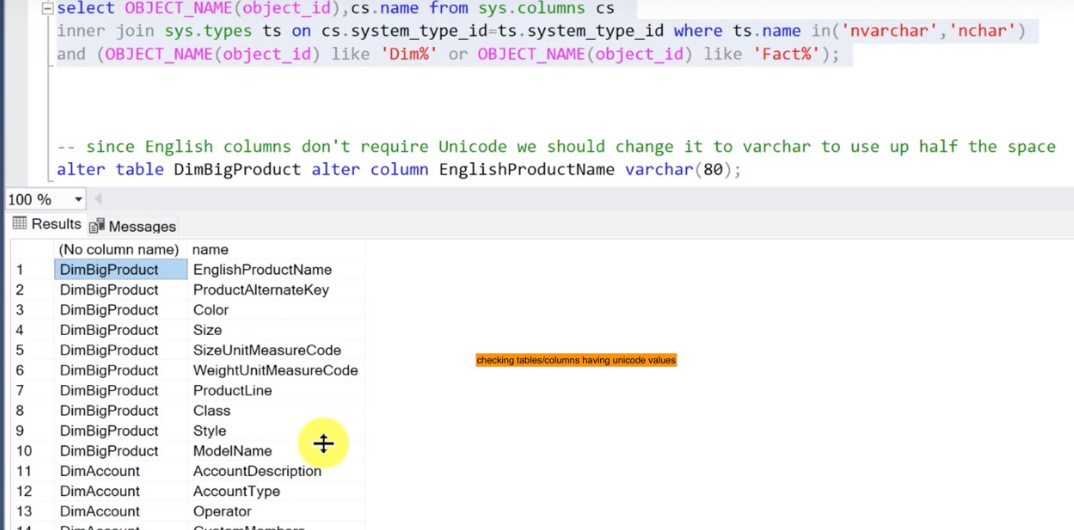 select OBJECT_NAME(object_id),cs.name from sys.columns cs
inner join sys.types ts on cs.system_type_id=ts.system_type_id where ts.name in('nvarchar','nchar')
and (OBJECT_NAME(object_id) like 'Dim%' or OBJECT_NAME(object_id) like 'Fact%');
-- since English columns don't require Unicode we should change it to varchar to use up half the space
alter table DimBigProduct alter column EnglishProductName varchar(80);
100 %
Results Messages
(No column name) name
1 DimBigProduct EnglishProductName
2 DimBigProduct ProductAlternateKey
3 DimBigProduct Color
4 DimBigProduct Size
5 DimBigProduct SizeUnitMeasureCode
checking tables/columns having unicode values
6 DimBigProduct WeightUnitMeasureCode
7 DimBigProduct ProductLine
8 DimBigProduct Class
9 DimBigProduct Style
10 DimBigProduct ModelName
11 DimAccount AccountDescription
12 DimAccount AccountType
13 DimAccount Operator
14 DimAccount CustomMembers